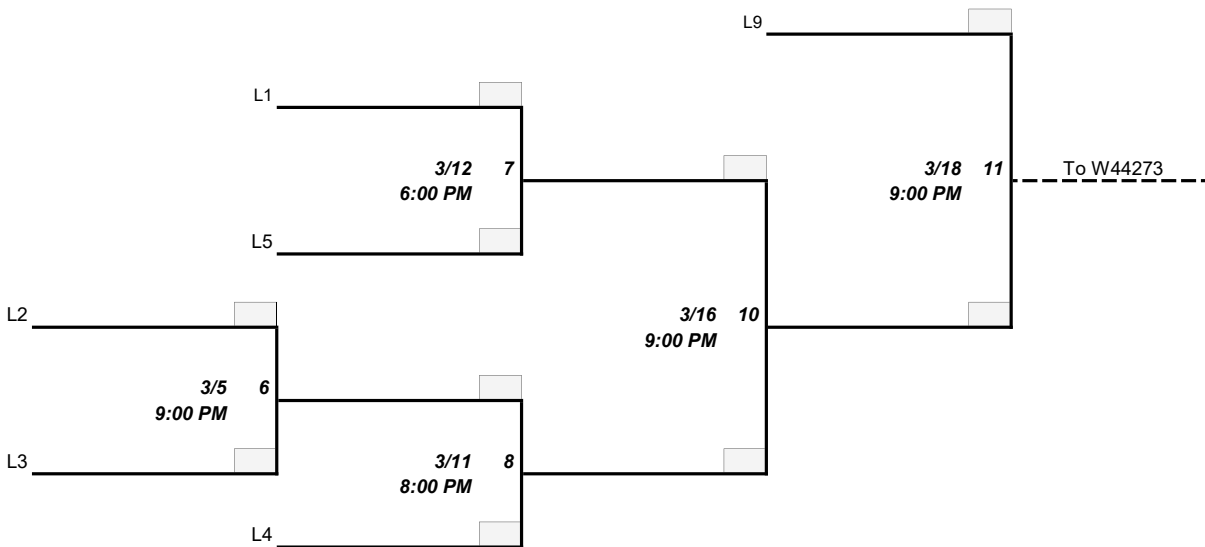 L9
L1
3/12 7
6:00 PM
3/18 11
9:00 PM
To W44273
L5
L2
3/16 10
9:00 PM
3/5 6
9:00 PM
L3
3/11 8
8:00 PM
L4